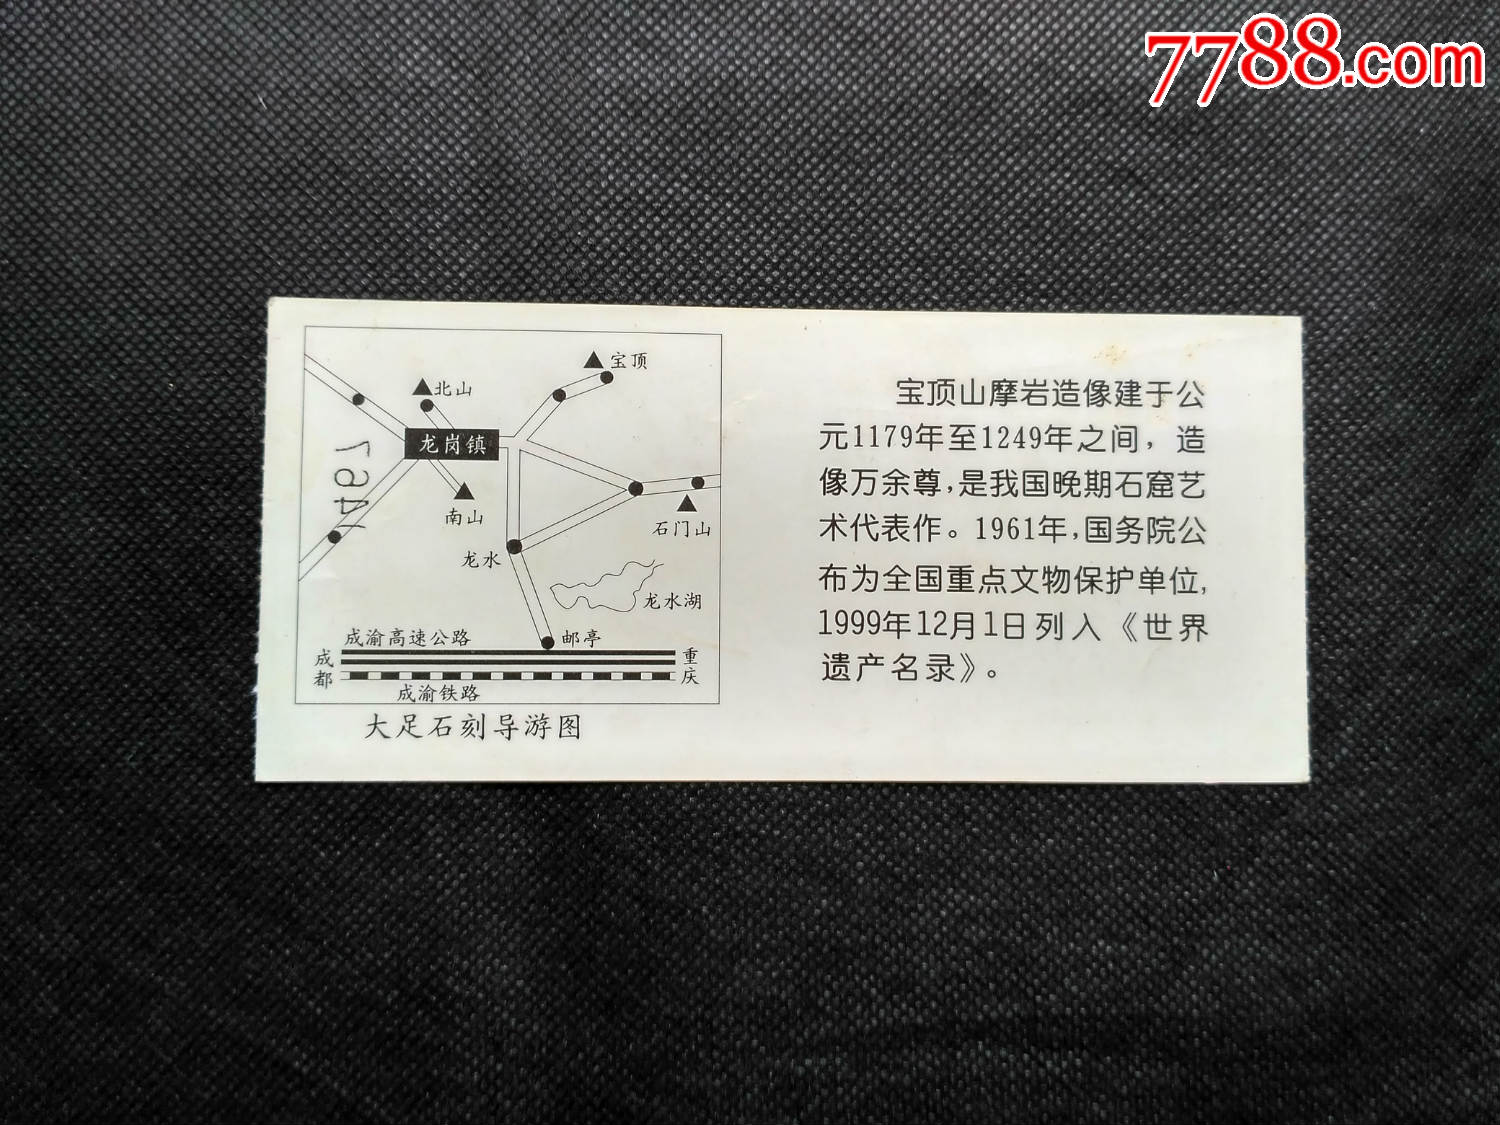 7788.com
宝顶
北山
龙岗镇
南山
石门山
龙水
龙水湖
邮亭
成渝高速公路
成都
重庆
成渝铁路
大足石刻导游图
宝顶山摩岩造像建于公
元1179年至1249年之间，造
像万余尊，是我国晚期石窟艺
术代表作。1961年，国务院公
布为全国重点文物保护单位，
1999年12月1日列入《世界
遗产名录》。